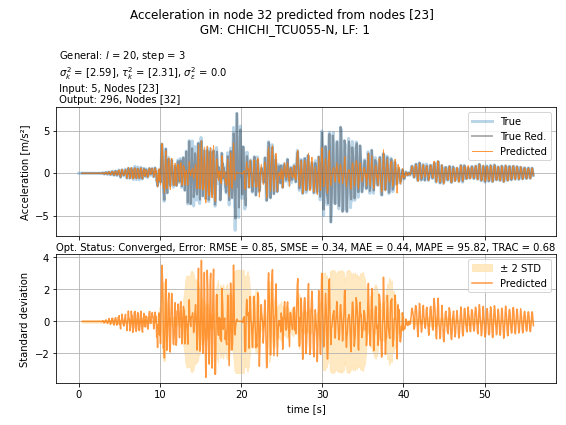 Acceleration in node 32 predicted from nodes [23]
GM: CHICHI_TCU055-N, LF: 1
General: l = 20, step = 3
σ²ₖ = [2.59], τ²ₖ = [2.31], σ²ε = 0.0
Input: 5, Nodes [23]
Output: 296, Nodes [32]
Acceleration [m/s²]
5
0
−5
True
True Red.
Predicted
Opt. Status: Converged, Error: RMSE = 0.85, SMSE = 0.34, MAE = 0.44, MAPE = 95.82, TRAC = 0.68
Standard deviation
4
2
0
−2
± 2 STD
Predicted
0 10 20 30 40 50
time [s]